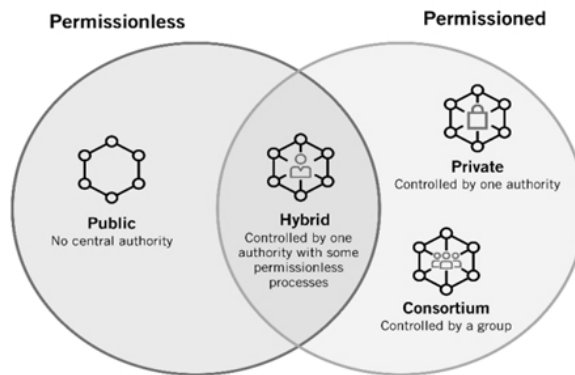 Permissionless
Permissioned
Public
No central authority
Hybrid
Controlled by one
authority with some
permissionless
processes
Private
Controlled by one authority
Consortium
Controlled by a group